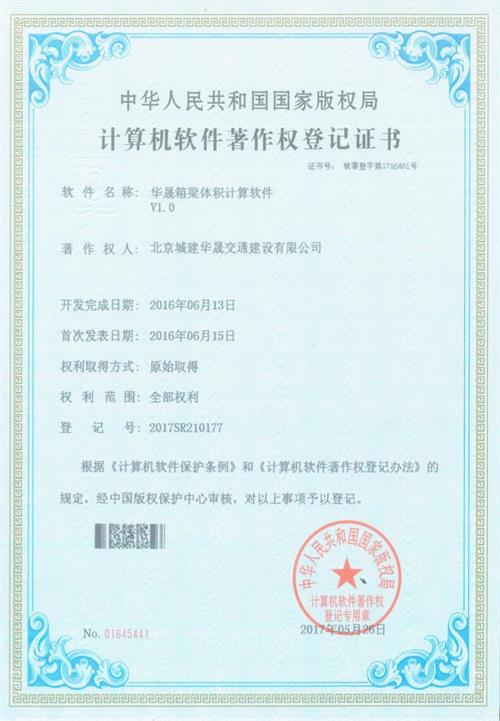 中华人民共和国国家版权局
计算机软件著作权登记证书
证书号： 软著登字第1795461号
软件名称： 华晟箱梁体积计算软件
V1.0
著作权人： 北京城建华晟交通建设有限公司
开发完成日期： 2016年06月13日
首次发表日期： 2016年06月15日
权利取得方式： 原始取得
权利范围： 全部权利
登记号： 2017SR210177
根据《计算机软件保护条例》和《计算机软件著作权登记办法》的
规定，经中国版权保护中心审核，对以上事项予以登记。
中华人民共和国国家版权局
计算机软件著作权
登记专用章
No. 01645441
2017年05月26日